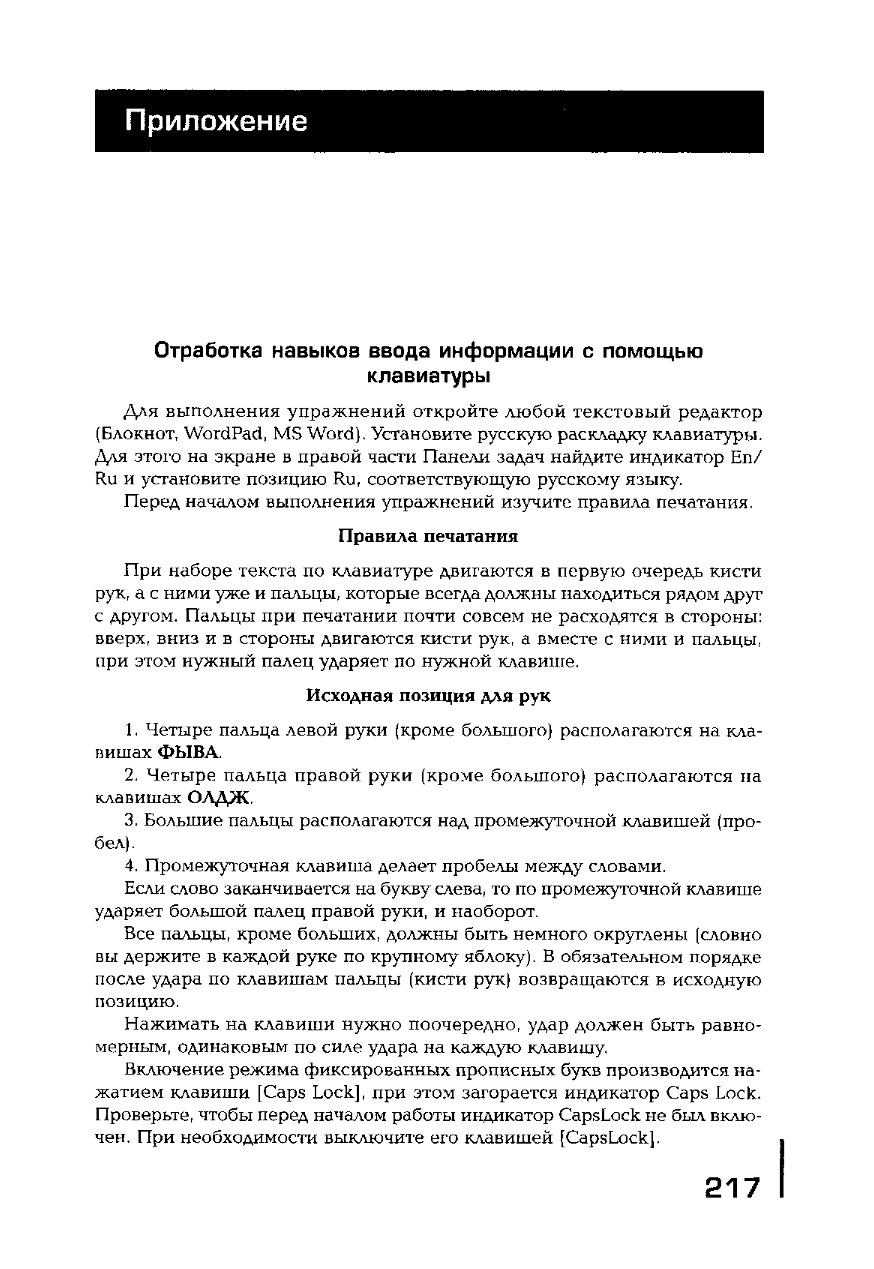 Приложение
Отработка навыков ввода информации с помощью
клавиатуры
Для выполнения упражнений откройте любой текстовый редактор
(Блокнот, WordPad, MS Word). Установите русскую раскладку клавиатуры.
Для этого на экране в правой части Панели задач найдите индикатор En/
Ru и установите позицию Ru, соответствующую русскому языку.
Перед началом выполнения упражнений изучите правила печатания.
Правила печатания
При наборе текста по клавиатуре двигаются в первую очередь кисти
рук, а с ними уже и пальцы, которые всегда должны находиться рядом друг
с другом. Пальцы при печатании почти совсем не расходятся в стороны:
вверх, вниз и в стороны двигаются кисти рук, а вместе с ними и пальцы,
при этом нужный палец ударяет по нужной клавише.
Исходная позиция для рук
1. Четыре пальца левой руки (кроме большого) располагаются на кла-
вишах ФЫВА.
2. Четыре пальца правой руки (кроме большого) располагаются на
клавишах ОЛДЖ.
3. Большие пальцы располагаются над промежуточной клавишей (про-
бел).
4. Промежуточная клавиша делает пробелы между словами.
Если слово заканчивается на букву слева, то по промежуточной клавише
ударяет большой палец правой руки, и наоборот.
Все пальцы, кроме больших, должны быть немного округлены (словно
вы держите в каждой руке по крупному яблоку). В обязательном порядке
после удара по клавишам пальцы (кисти рук) возвращаются в исходную
позицию.
Нажимать на клавиши нужно поочередно, удар должен быть равно-
мерным, одинаковым по силе удара на каждую клавишу.
Включение режима фиксированных прописных букв производится на-
жатием клавиши [Caps Lock], при этом загорается индикатор Caps Lock.
Проверьте, чтобы перед началом работы индикатор CapsLock не был вклю-
чен. При необходимости выключите его клавишей [CapsLock].
217